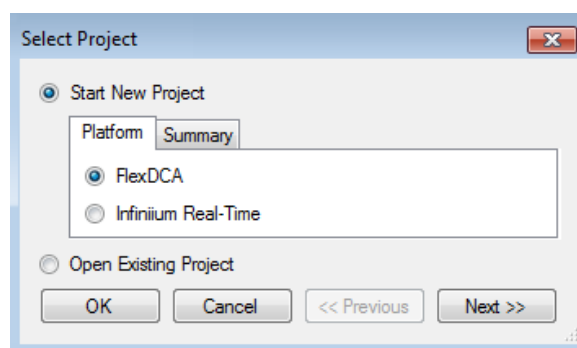 Select Project
Start New Project
Platform Summary
FlexDCA
Infiniium Real-Time
Open Existing Project
OK Cancel << Previous Next >>